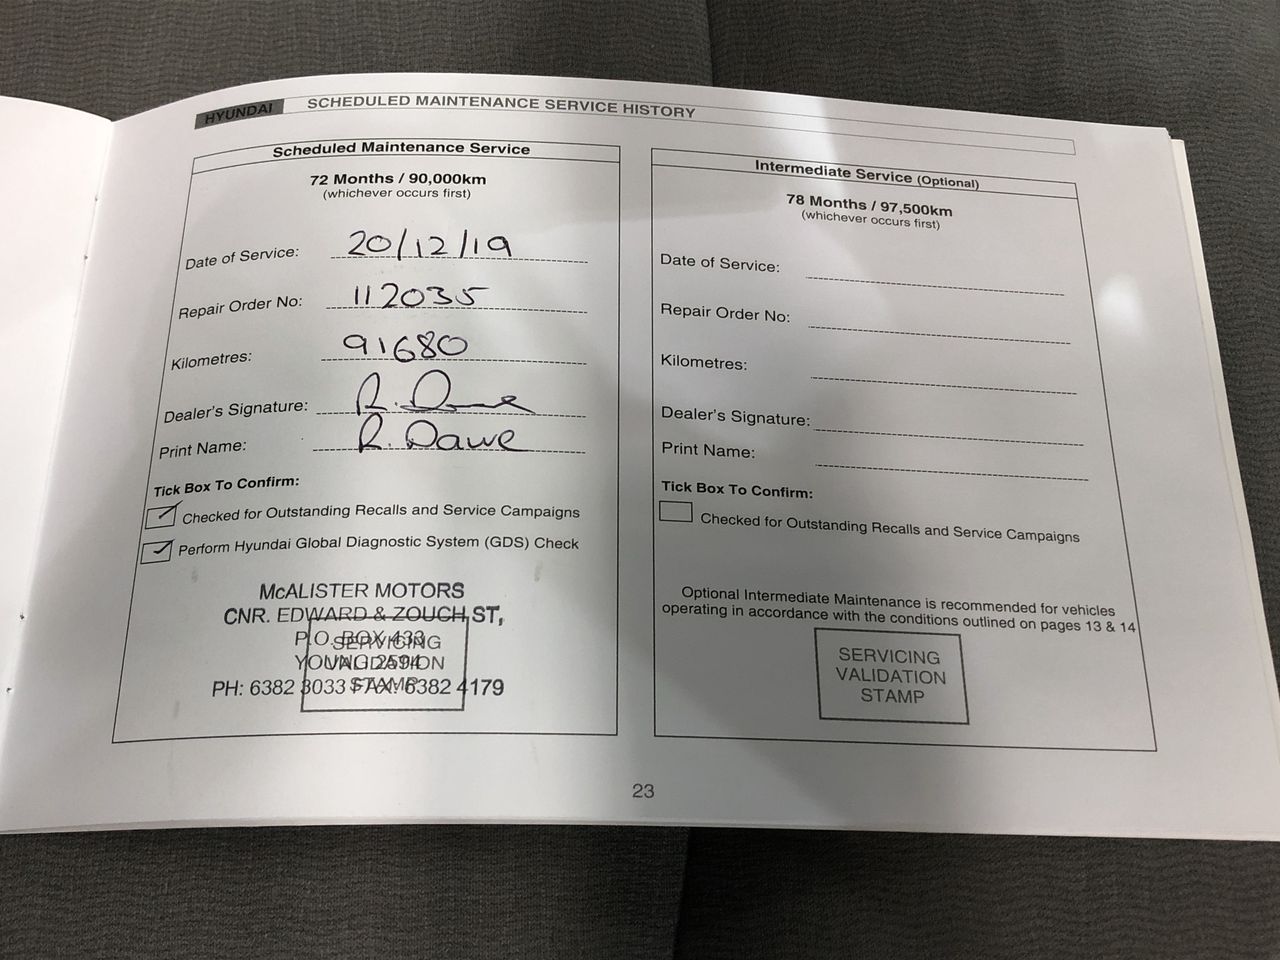 HYUNDAI SCHEDULED MAINTENANCE SERVICE HISTORY
Scheduled Maintenance Service
72 Months / 90,000km
(whichever occurs first)
Date of Service: 20/12/19
Repair Order No: 112035
Kilometres: 91680
Dealer's Signature: R. Dawe
Print Name: R. Dawe
Tick Box To Confirm:
Checked for Outstanding Recalls and Service Campaigns
Perform Hyundai Global Diagnostic System (GDS) Check
McALISTER MOTORS
CNR. EDWARD & ZOUCH ST,
P.O. BOX 433
YOUNG 2594
PH: 6382 3033 FAX: 6382 4179
SERVICING
VALIDATION
STAMP
Intermediate Service (Optional)
78 Months / 97,500km
(whichever occurs first)
Date of Service:
Repair Order No:
Kilometres:
Dealer's Signature:
Print Name:
Tick Box To Confirm:
Checked for Outstanding Recalls and Service Campaigns
Optional Intermediate Maintenance is recommended for vehicles
operating in accordance with the conditions outlined on pages 13 & 14
SERVICING
VALIDATION
STAMP
23